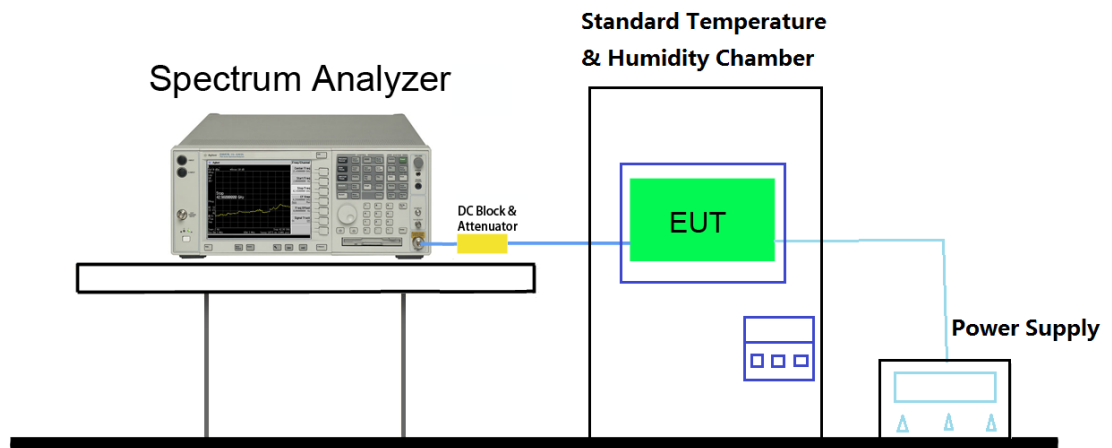 Standard Temperature
& Humidity Chamber
Spectrum Analyzer
DC Block &
Attenuator
EUT
Power Supply